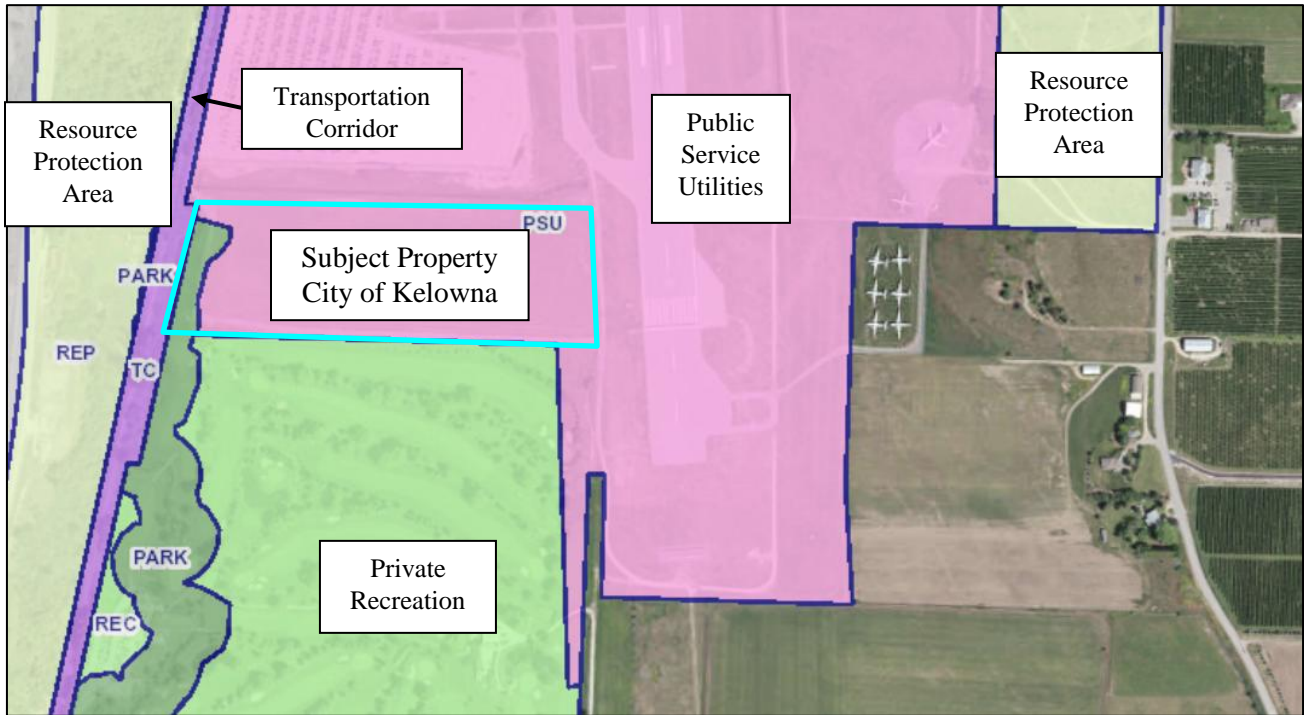 Resource
Protection
Area
Transportation
Corridor
Public
Service
Utilities
Resource
Protection
Area
PSU
Subject Property
City of Kelowna
PARK
REP
TC
PARK
REC
Private
Recreation